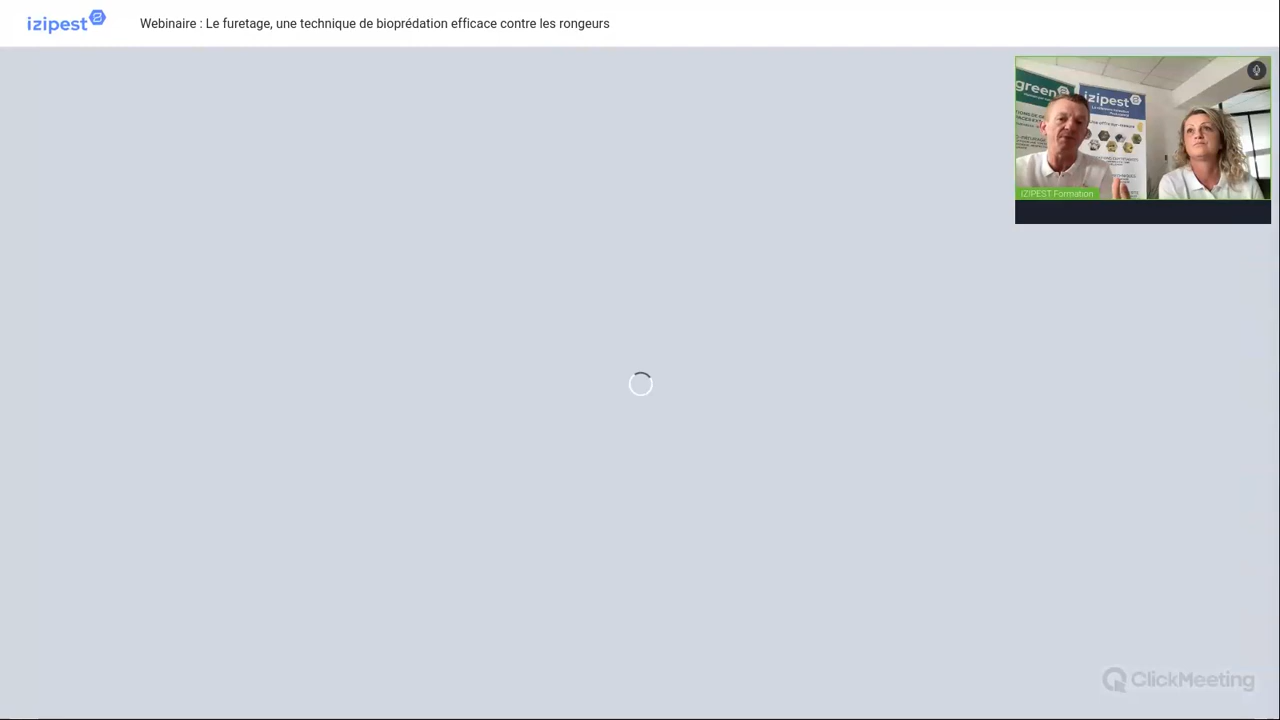 izipest
Webinaire : Le furetage, une technique de bioprédation efficace contre les rongeurs
green
izipest
IZIPEST Formation
ClickMeeting